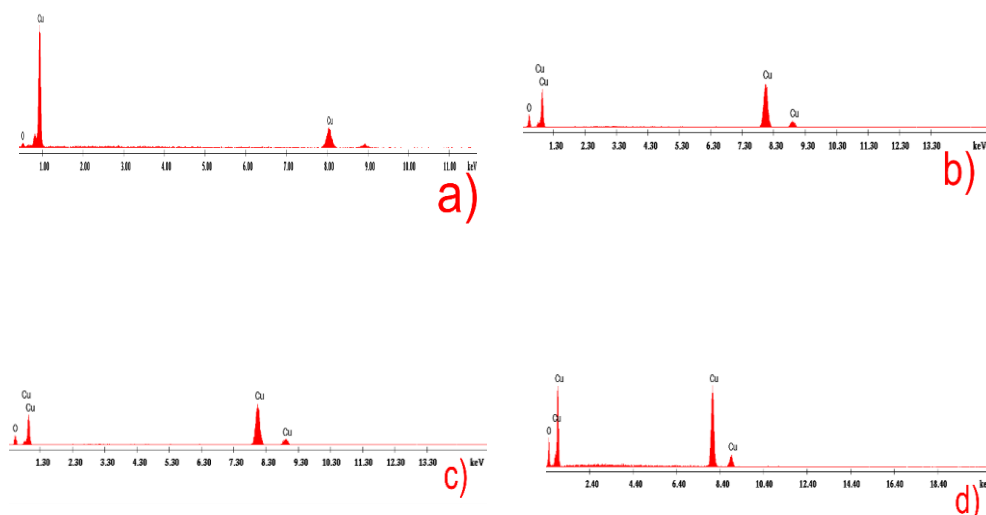 Cu
O
Cu
1.00 2.00 3.00 4.00 5.00 6.00 7.00 8.00 9.00 10.00 11.00 keV
a)
Cu
Cu
O
Cu
Cu
1.30 2.30 3.30 4.30 5.30 6.30 7.30 8.30 9.30 10.30 11.30 12.30 13.30 keV
b)
Cu
Cu
O
Cu
Cu
1.30 2.30 3.30 4.30 5.30 6.30 7.30 8.30 9.30 10.30 11.30 12.30 13.30 keV
c)
Cu
Cu
O
Cu
Cu
2.40 4.40 6.40 8.40 10.40 12.40 14.40 16.40 18.40 ke
d)